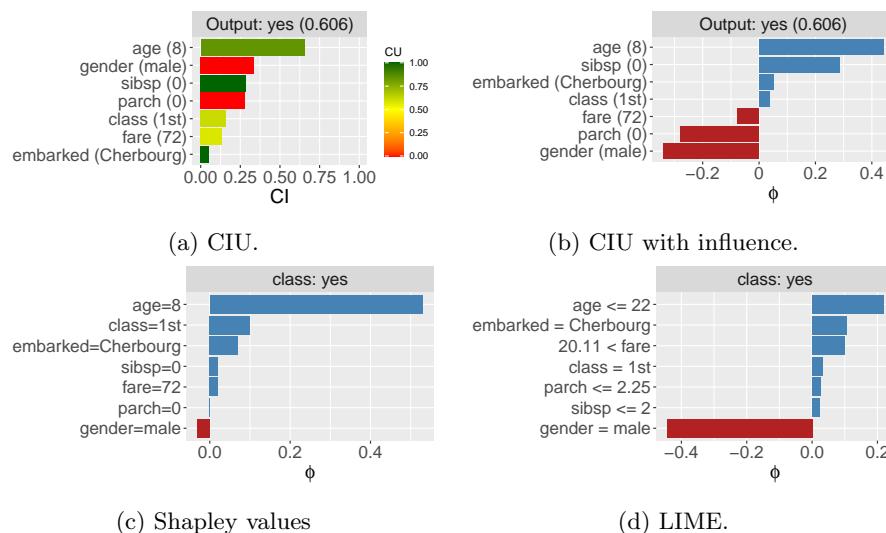 Output: yes (0.606)
age (8)
gender (male)
sibsp (0)
parch (0)
class (1st)
fare (72)
embarked (Cherbourg)
0.00 0.25 0.50 0.75 1.00
CI
CU
1.00
0.75
0.50
0.25
0.00
(a) CIU.
Output: yes (0.606)
age (8)
sibsp (0)
embarked (Cherbourg)
class (1st)
fare (72)
parch (0)
gender (male)
−0.2 0.0 0.2 0.4
ϕ
(b) CIU with influence.
class: yes
age=8
class=1st
embarked=Cherbourg
sibsp=0
fare=72
parch=0
gender=male
0.0 0.2 0.4
ϕ
(c) Shapley values
class: yes
age <= 22
embarked = Cherbourg
20.11 < fare
class = 1st
parch <= 2.25
sibsp <= 2
gender = male
−0.4 −0.2 0.0 0.2
ϕ
(d) LIME.